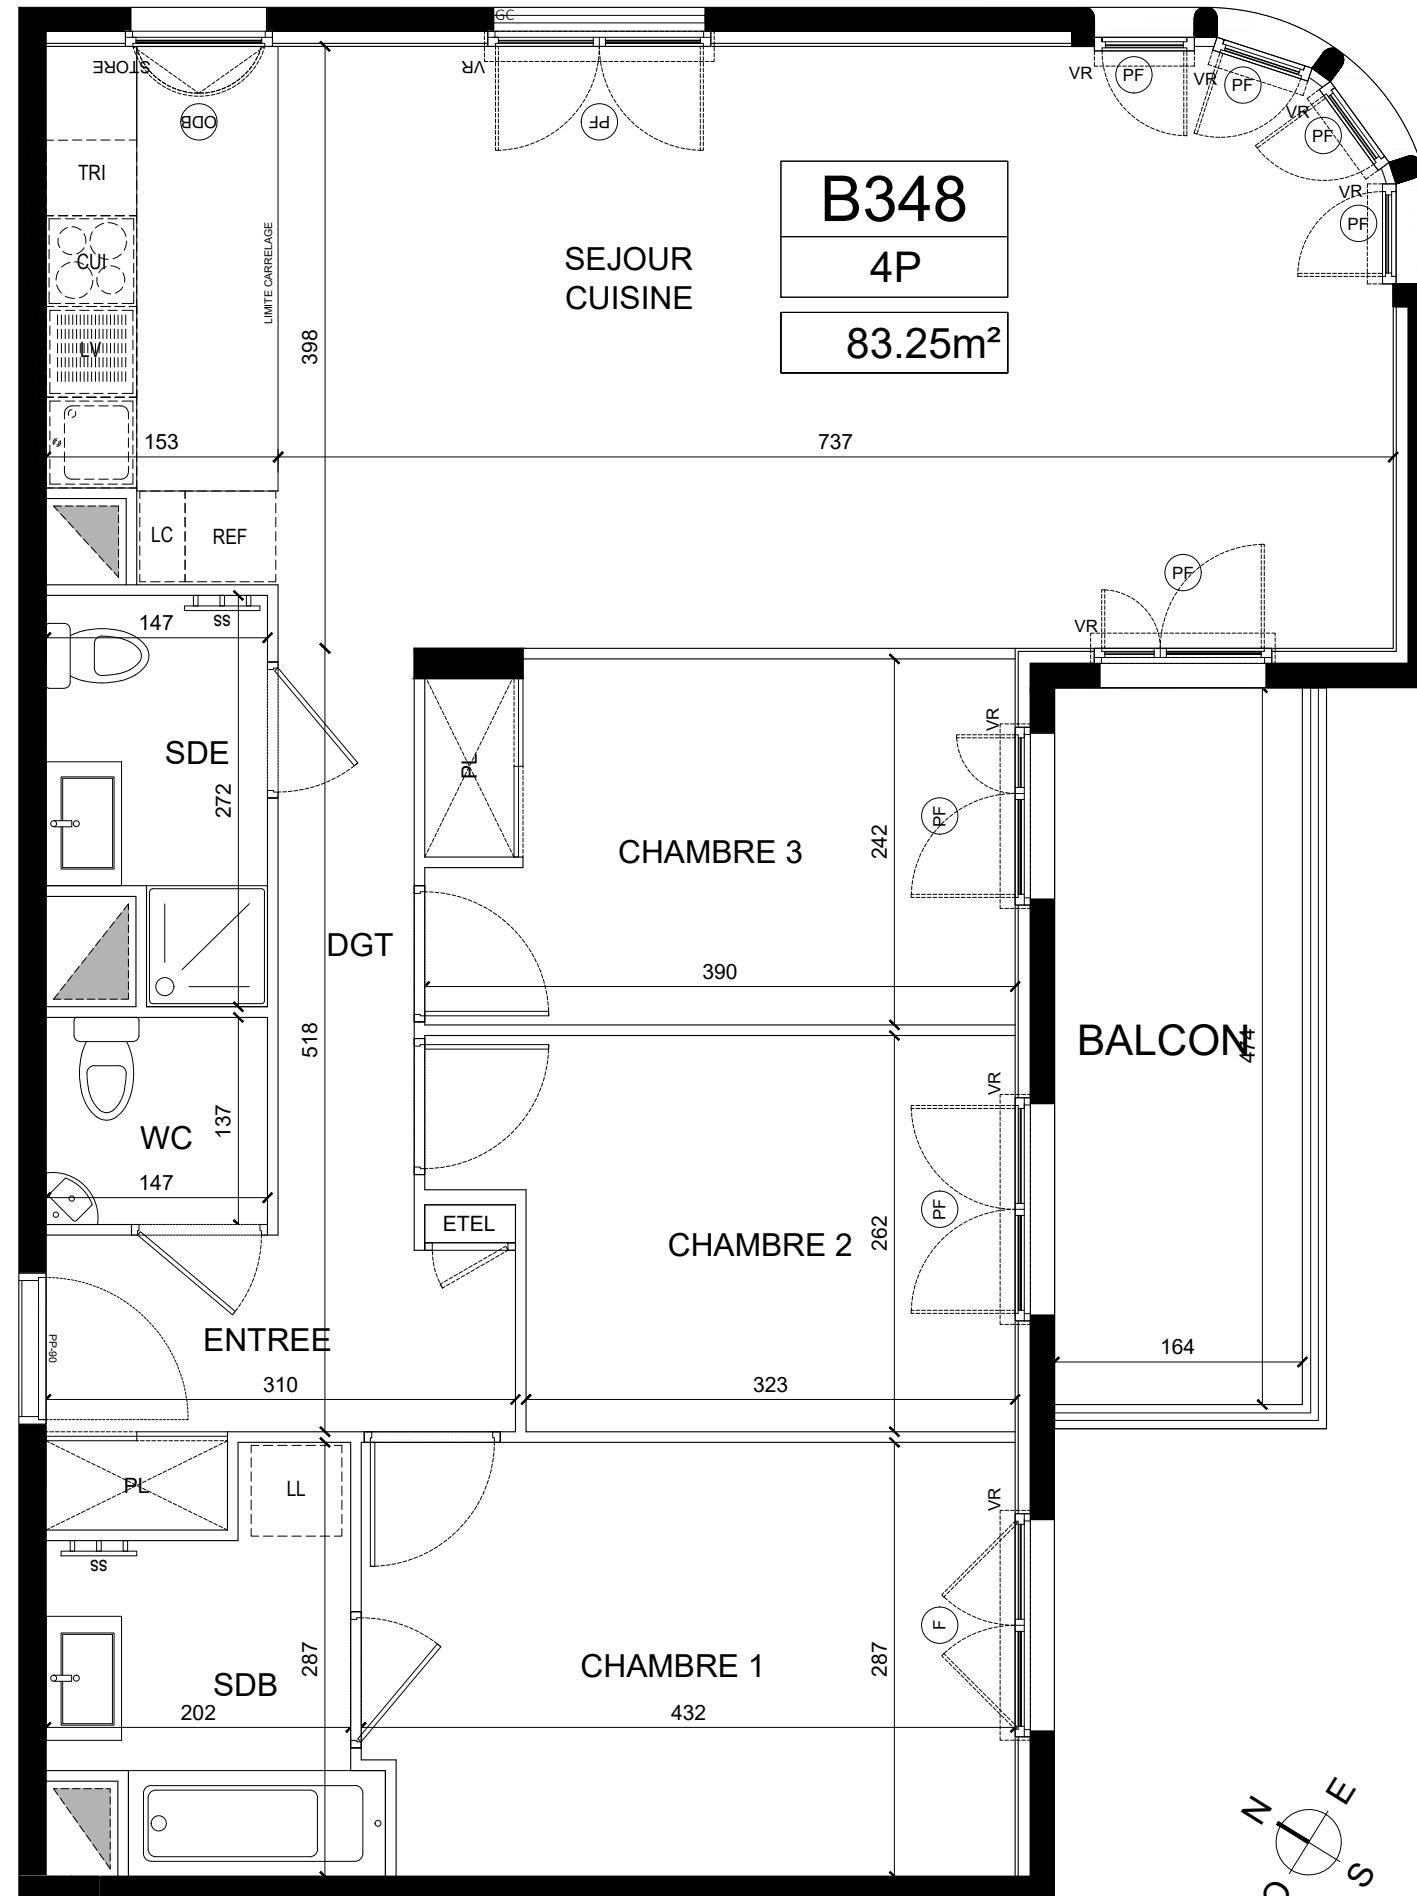 GC
STORE
VR
VR
VR
VR
VR
PF
PF
PF
PF
ODB
PF
TRI
CUI
LV
LIMITE CARRELAGE
B348
4P
83.25m²
SEJOUR
CUISINE
398
153
737
LC
REF
PF
VR
147
SS
SDE
272
PL
VR
PF
CHAMBRE 3
242
DGT
390
518
BALCON
474
VR
WC
137
147
ETEL
CHAMBRE 2
262
PF
PP-90
ENTREE
310
323
164
PL
LL
VR
SS
SDB
287
CHAMBRE 1
287
F
202
432
N
E
S
O